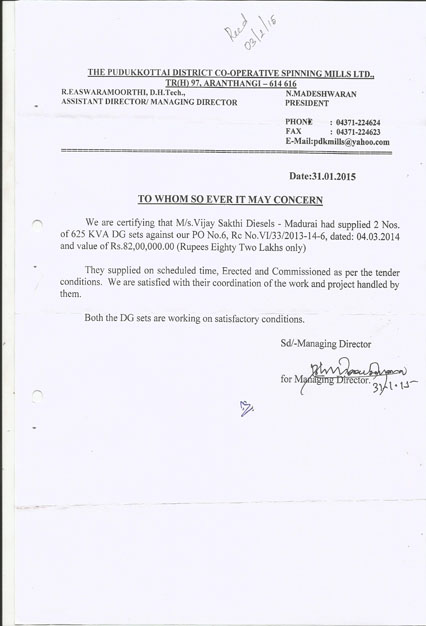 Recd
03/2/15
THE PUDUKKOTTAI DISTRICT CO-OPERATIVE SPINNING MILLS LTD.,
TR(H) 97, ARANTHANGI – 614 616
R.EASWARAMOORTHI, D.H.Tech., N.MADESHWARAN
ASSISTANT DIRECTOR/ MANAGING DIRECTOR PRESIDENT
PHONE : 04371-224624
FAX : 04371-224623
E-Mail:pdkmills@yahoo.com
Date:31.01.2015
TO WHOM SO EVER IT MAY CONCERN
We are certifying that M/s.Vijay Sakthi Diesels - Madurai had supplied 2 Nos.
of 625 KVA DG sets against our PO No.6, Rc No.VI/33/2013-14-6, dated: 04.03.2014
and value of Rs.82,00,000.00 (Rupees Eighty Two Lakhs only)
They supplied on scheduled time, Erected and Commissioned as per the tender
conditions. We are satisfied with their coordination of the work and project handled by
them.
Both the DG sets are working on satisfactory conditions.
Sd/-Managing Director
for Managing Director.
31.1.15